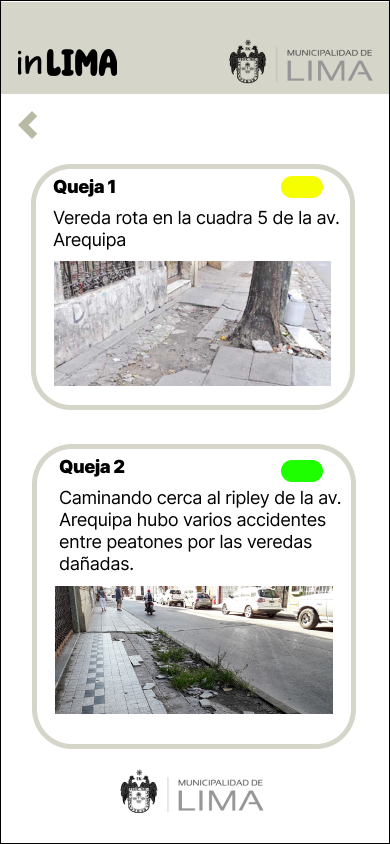 inLIMA
MUNICIPALIDAD DE
LIMA
Queja 1
Vereda rota en la cuadra 5 de la av.
Arequipa
Queja 2
Caminando cerca al ripley de la av.
Arequipa hubo varios accidentes
entre peatones por las veredas
dañadas.
MUNICIPALIDAD DE
LIMA